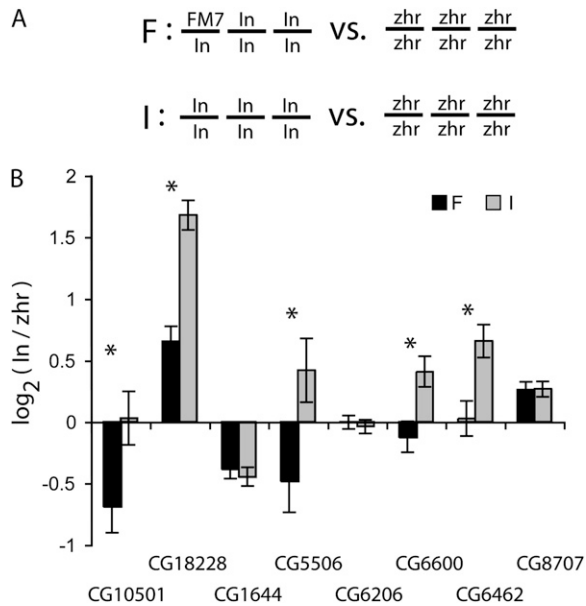 A
F : FM7 In In vs. zhr zhr zhr
In In In zhr zhr zhr
I : In In In vs. zhr zhr zhr
In In In zhr zhr zhr
B
log2 ( In / zhr)
2
1.5
1
0.5
0
-0.5
-1
* * * * *
F I
CG18228 CG5506 CG6600 CG8707
CG10501 CG1644 CG6206 CG6462